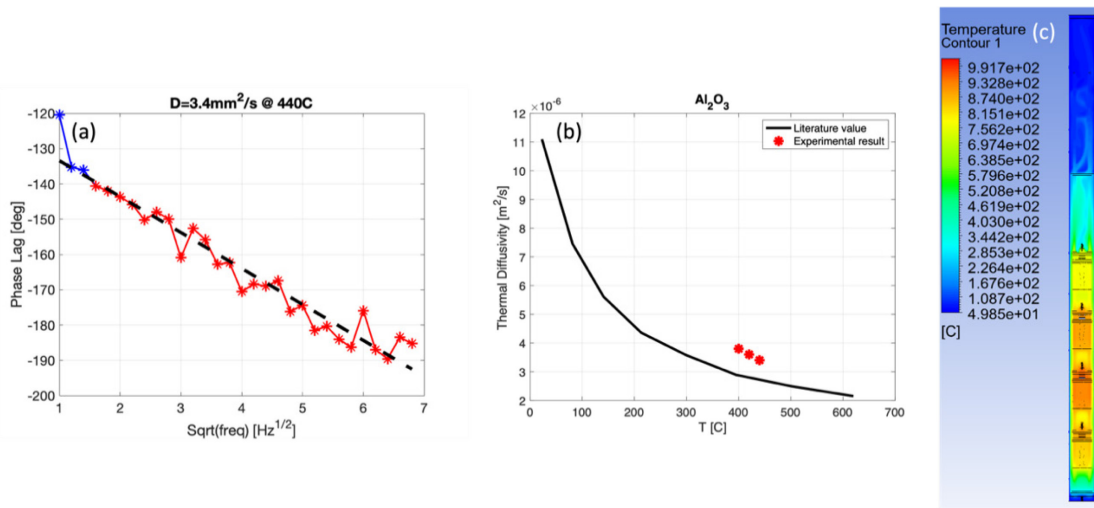 D=3.4mm²/s @ 440C
(a)
-120
-130
-140
-150
-160
-170
-180
-190
-200
Phase Lag [deg]
1 2 3 4 5 6 7
Sqrt(freq) [Hz^1/2]
Al₂O₃
×10⁻⁶
(b)
Literature value
Experimental result
12
11
10
9
8
7
6
5
4
3
2
Thermal Diffusivity [m²/s]
0 100 200 300 400 500 600 700
T [C]
Temperature (c)
Contour 1
9.917e+02
9.328e+02
8.740e+02
8.151e+02
7.562e+02
6.974e+02
6.385e+02
5.796e+02
5.208e+02
4.619e+02
4.030e+02
3.442e+02
2.853e+02
2.264e+02
1.676e+02
1.087e+02
4.985e+01
[C]